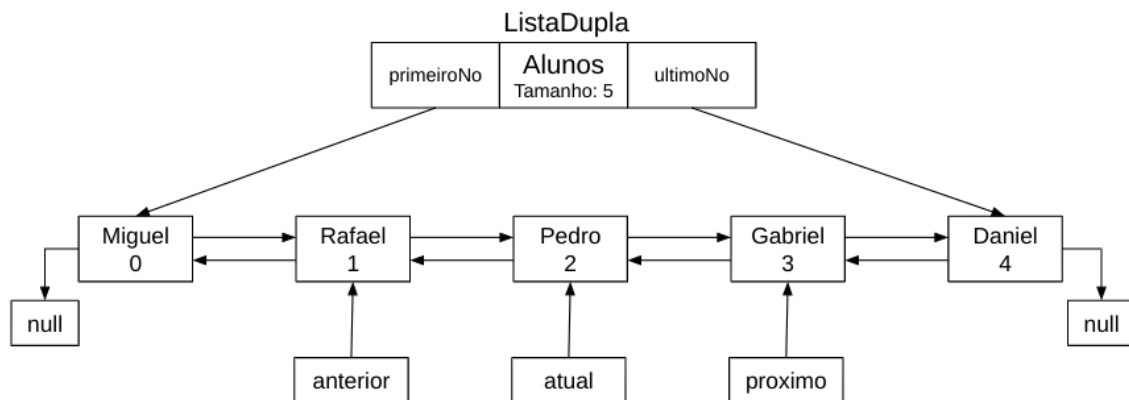 ListaDupla
primeiroNo
Alunos
Tamanho: 5
ultimoNo
Miguel
0
Rafael
1
Pedro
2
Gabriel
3
Daniel
4
null
null
anterior
atual
proximo